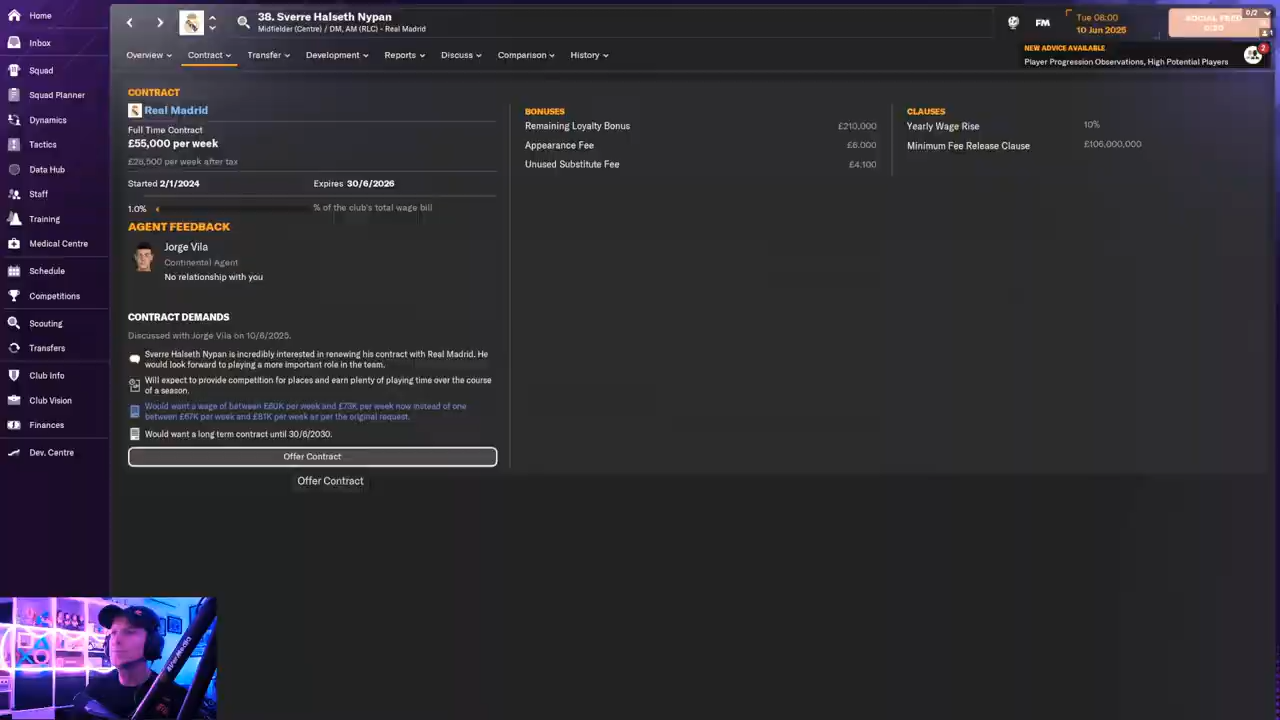 Home
Inbox
Squad
Squad Planner
Dynamics
Tactics
Data Hub
Staff
Training
Medical Centre
Schedule
Competitions
Scouting
Transfers
Club Info
Club Vision
Finances
Dev. Centre
38. Sverre Halseth Nypan
Midfielder (Centre) / DM, AM (RLC) - Real Madrid
FM
Tue 08:00
10 Jun 2025
SOCIAL FEED
0/2
1
Overview
Contract
Transfer
Development
Reports
Discuss
Comparison
History
NEW ADVICE AVAILABLE
Player Progression Observations, High Potential Players
2
CONTRACT
Real Madrid
Full Time Contract
£55,000 per week
£28,500 per week after tax
Started 2/1/2024 Expires 30/6/2026
1.0% % of the club's total wage bill
AGENT FEEDBACK
Jorge Vila
Continental Agent
No relationship with you
CONTRACT DEMANDS
Discussed with Jorge Vila on 10/6/2025.
Sverre Halseth Nypan is incredibly interested in renewing his contract with Real Madrid. He
would look forward to playing a more important role in the team.
Will expect to provide competition for places and earn plenty of playing time over the course
of a season.
Would want a wage of between £60K per week and £73K per week now instead of one
between £67K per week and £81K per week as per the original request.
Would want a long term contract until 30/6/2030.
Offer Contract
Offer Contract
BONUSES
Remaining Loyalty Bonus £210,000
Appearance Fee £6,000
Unused Substitute Fee £4,100
CLAUSES
Yearly Wage Rise 10%
Minimum Fee Release Clause £106,000,000
AVerMedia